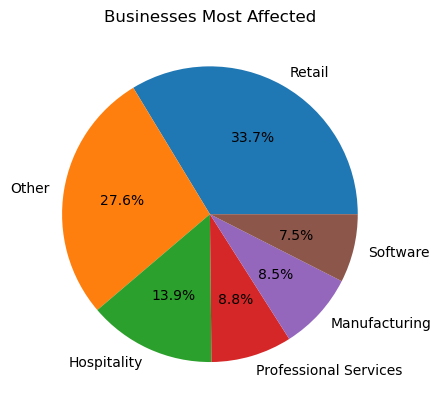 Businesses Most Affected
Retail
33.7%
Other
27.6%
Hospitality
13.9%
Professional Services
8.8%
Manufacturing
8.5%
Software
7.5%